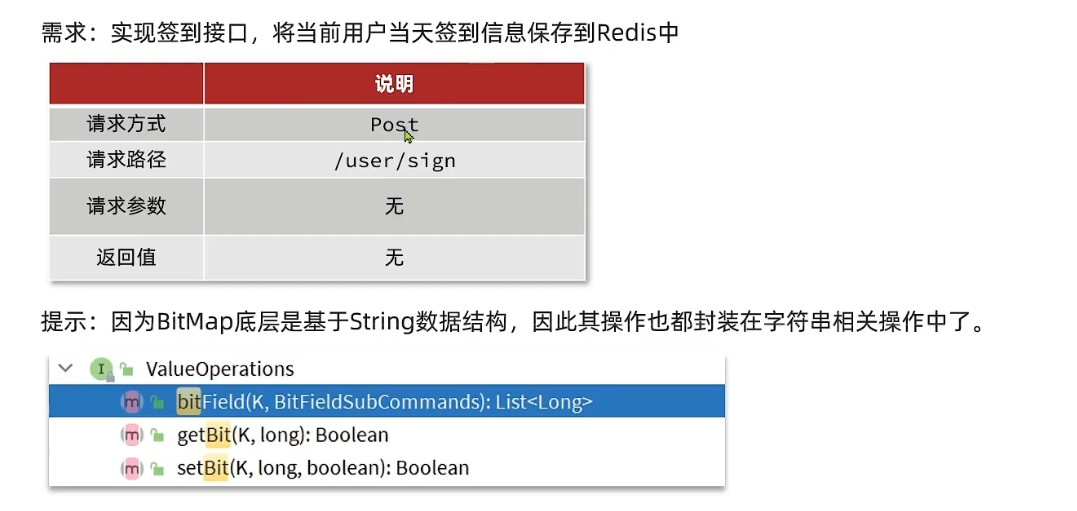 需求：实现签到接口，将当前用户当天签到信息保存到Redis中
说明
请求方式 Post
请求路径 /user/sign
请求参数 无
返回值 无
提示：因为BitMap底层是基于String数据结构，因此其操作也都封装在字符串相关操作中了。
I ValueOperations
m bitField(K, BitFieldSubCommands): List<Long>
m getBit(K, long): Boolean
m setBit(K, long, boolean): Boolean